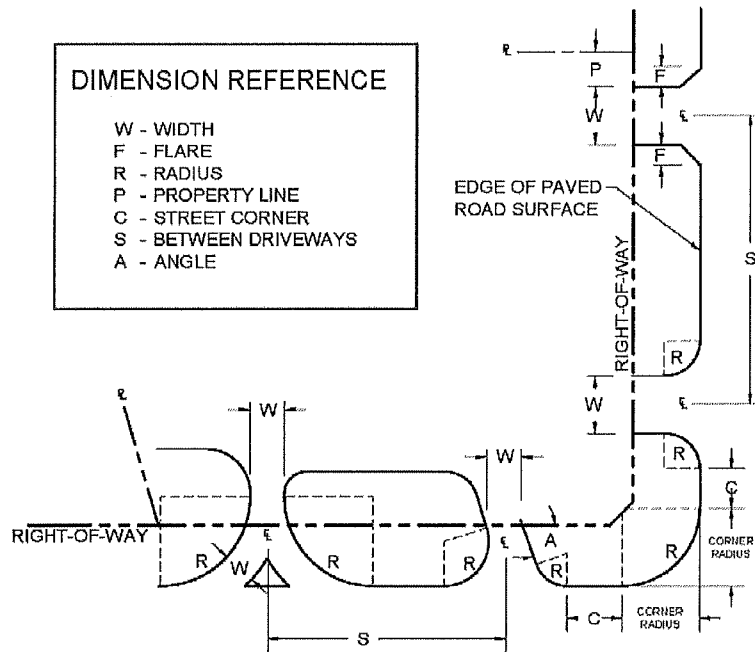 DIMENSION REFERENCE
W - WIDTH
F - FLARE
R - RADIUS
P - PROPERTY LINE
C - STREET CORNER
S - BETWEEN DRIVEWAYS
A - ANGLE
℄
P
F
W
℄
F
EDGE OF PAVED
ROAD SURFACE
S
RIGHT-OF-WAY
R
℄
W
℄
W
W
R
C
RIGHT-OF-WAY
℄
℄
A
R
W
R
R
R
R
CORNER
RADIUS
S
C
CORNER
RADIUS